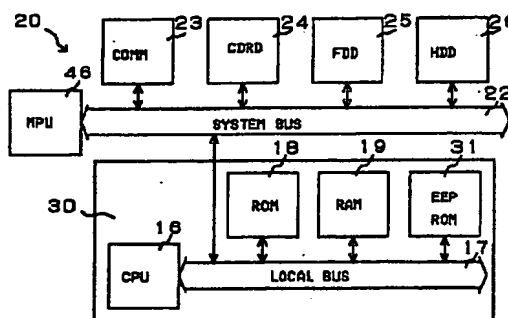 20
23
24
25
26
COMM
CDRD
FDD
HDD
46
MPU
22
SYSTEM BUS
18
19
31
30
ROM
RAM
EEP
ROM
16
17
CPU
LOCAL BUS